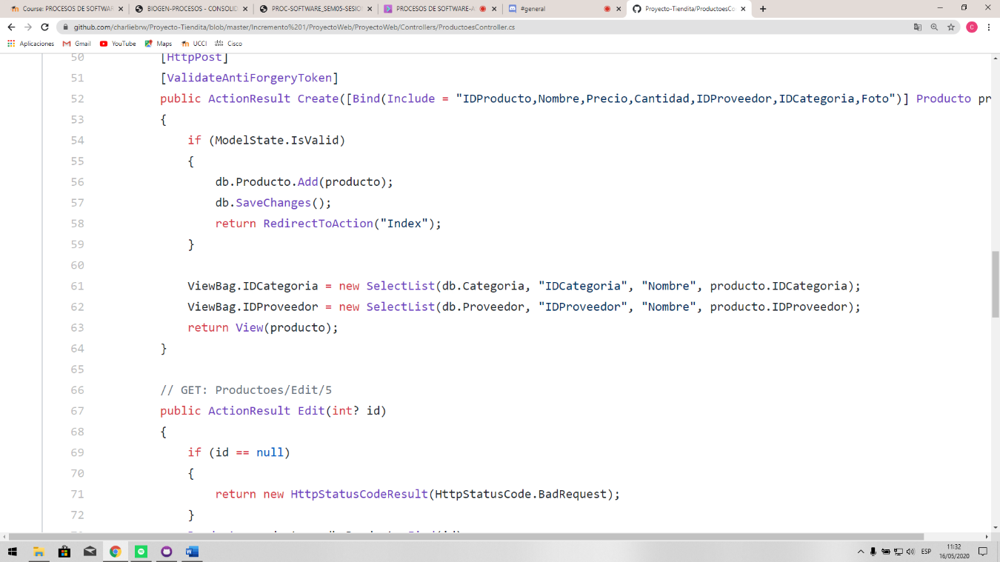 Course: PROCESOS DE SOFTWAR
BIOGEN-PROCESOS - CONSOLID
PROC-SOFTWARE_SEM05-SESIO
PROCESOS DE SOFTWARE-A
#general
Proyecto-Tiendita/ProductoesCo
github.com/charliebrw/Proyecto-Tiendita/blob/master/Incremento%201/ProyectoWeb/ProyectoWeb/Controllers/ProductoesController.cs
C
Aplicaciones Gmail YouTube Maps UCCI Cisco
50 [HttpPost]
51 [ValidateAntiForgeryToken]
52 public ActionResult Create([Bind(Include = "IDProducto,Nombre,Precio,Cantidad,IDProveedor,IDCategoria,Foto")] Producto pr
53 {
54 if (ModelState.IsValid)
55 {
56 db.Producto.Add(producto);
57 db.SaveChanges();
58 return RedirectToAction("Index");
59 }
60
61 ViewBag.IDCategoria = new SelectList(db.Categoria, "IDCategoria", "Nombre", producto.IDCategoria);
62 ViewBag.IDProveedor = new SelectList(db.Proveedor, "IDProveedor", "Nombre", producto.IDProveedor);
63 return View(producto);
64 }
65
66 // GET: Productoes/Edit/5
67 public ActionResult Edit(int? id)
68 {
69 if (id == null)
70 {
71 return new HttpStatusCodeResult(HttpStatusCode.BadRequest);
72 }
ESP
11:32
16/05/2020